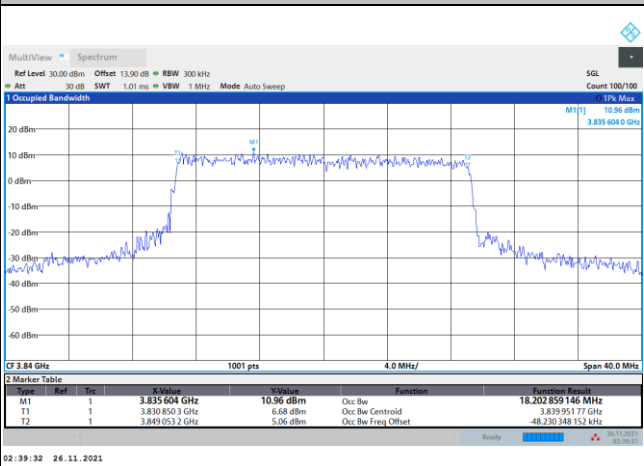 MultiView Spectrum
Ref Level 30.00 dBm Offset 13.90 dB RBW 300 kHz SGL
Att 30 dB SWT 1.01 ms VBW 1 MHz Mode Auto Sweep Count 100/100
1 Occupied Bandwidth 1Pk Max
M1[1] 10.96 dBm
3.835 604 0 GHz
M1
20 dBm
T1
T2
10 dBm
0 dBm
-10 dBm
-20 dBm
-30 dBm
-40 dBm
-50 dBm
-60 dBm
CF 3.84 GHz 1001 pts 4.0 MHz/ Span 40.0 MHz
2 Marker Table
Type Ref Trc X-Value Y-Value Function Function Result
M1 1 3.835 604 GHz 10.96 dBm Occ Bw 18.202 859 146 MHz
T1 1 3.830 850 3 GHz 6.68 dBm Occ Bw Centroid 3.839 951 77 GHz
T2 1 3.849 053 2 GHz 5.06 dBm Occ Bw Freq Offset -48.230 348 152 kHz
Ready 26.11.2021
02:39:31
02:39:32 26.11.2021